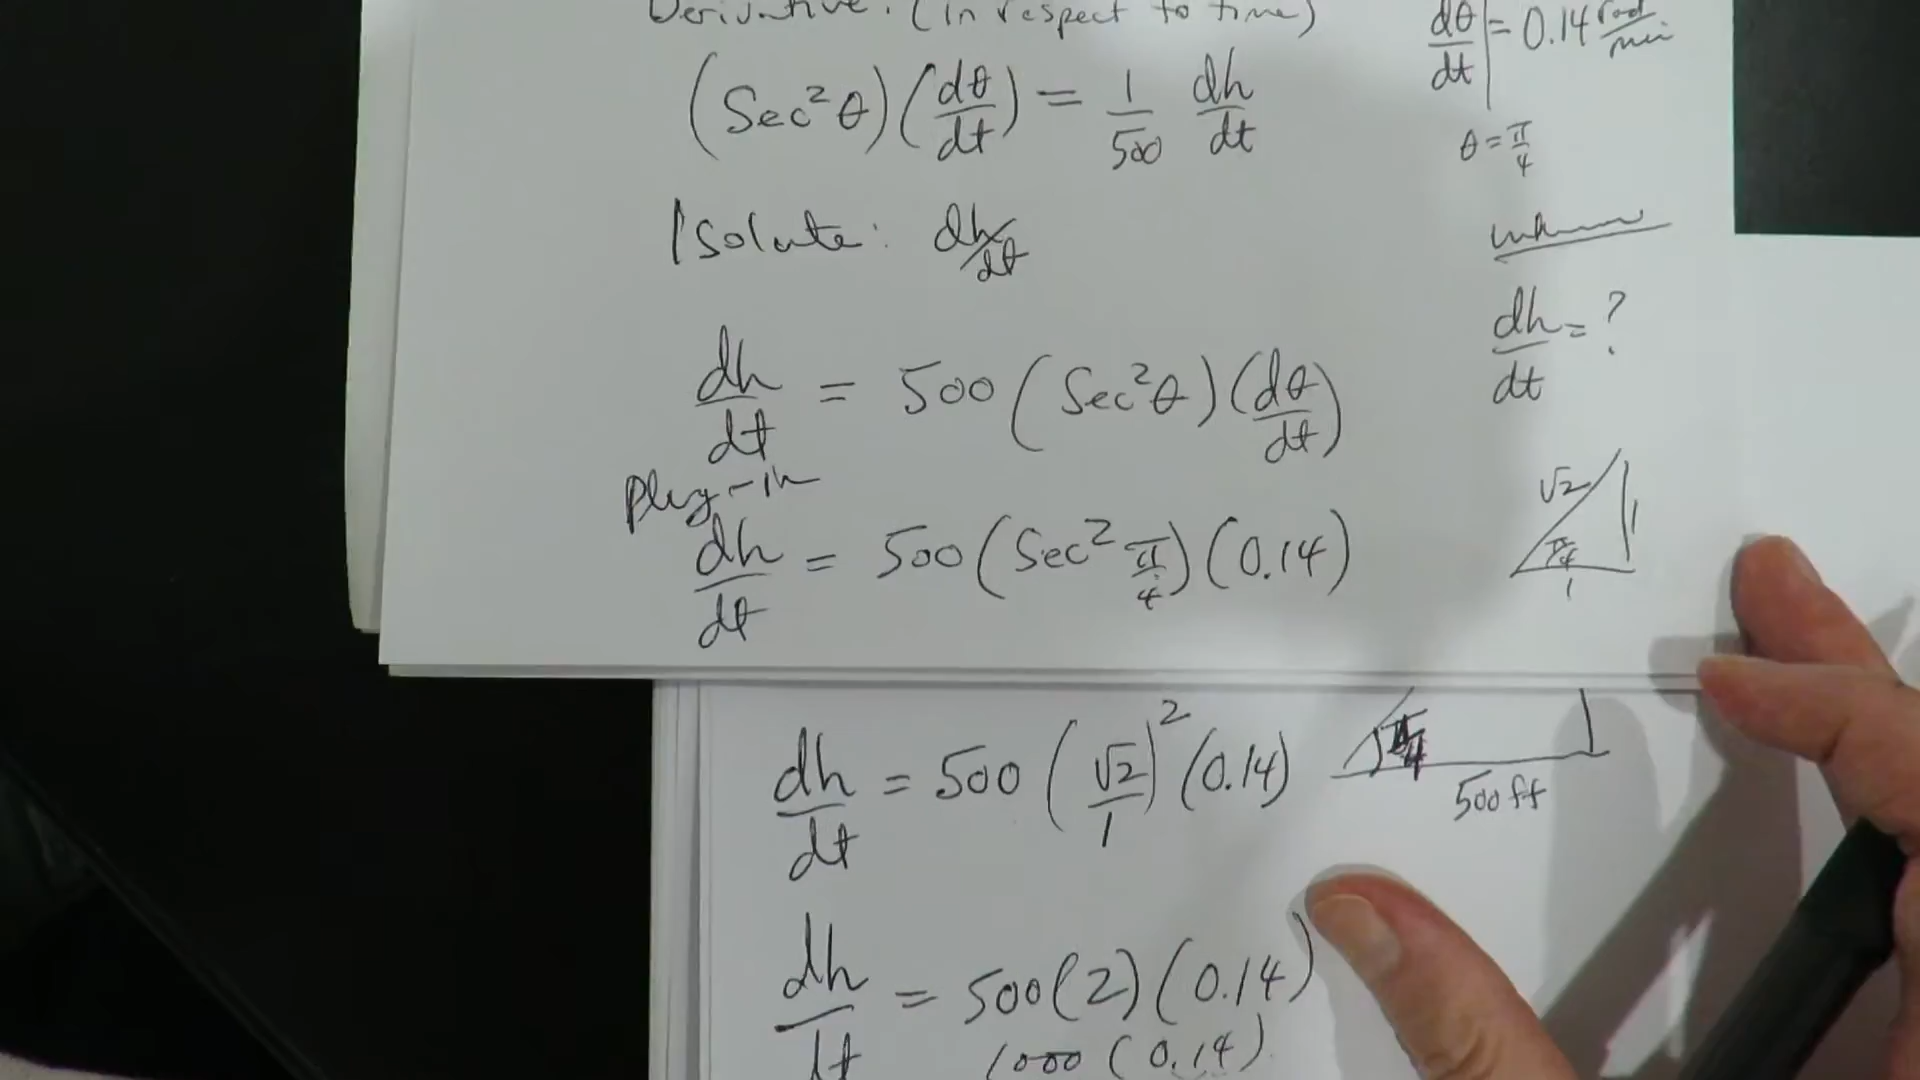 Derivative: (in respect to time)
(Sec²θ)(dθ/dt) = 1/500 dh/dt
Isolate: dh/dt
dh/dt = 500(Sec²θ)(dθ/dt)
Plug-in
dh/dt = 500(Sec² π/4)(0.14)
dθ/dt| = 0.14 rad/min
θ = π/4
unknown
dh/dt = ?
√2
1
π/4
1
dh/dt = 500(√2/1)²(0.14)
π/4
500 ft
dh/dt = 500(2)(0.14)
1000(0.14)